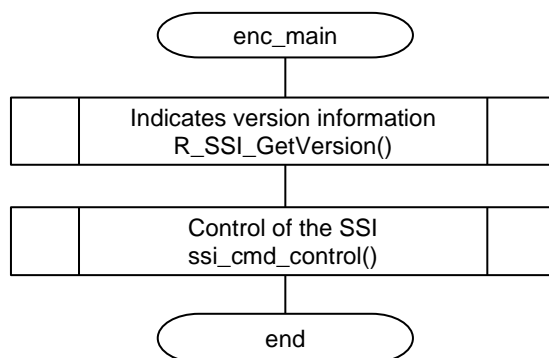 enc_main
Indicates version information
R_SSI_GetVersion()
Control of the SSI
ssi_cmd_control()
end